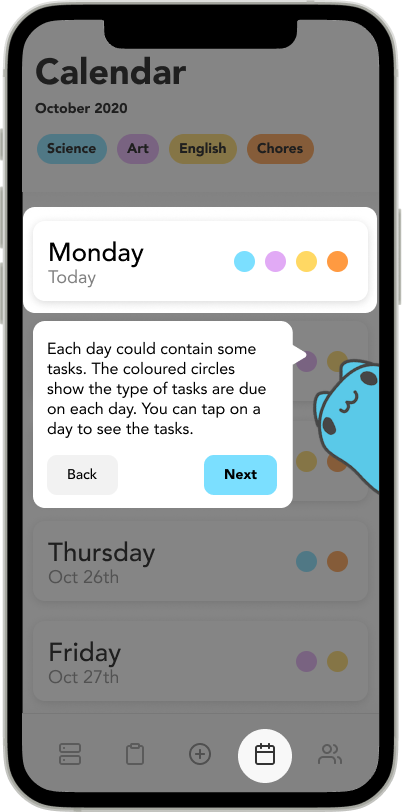 Calendar
October 2020
Science Art English Chores
Monday
Today
Each day could contain some
tasks. The coloured circles
show the type of tasks are due
on each day. You can tap on a
day to see the tasks.
Back Next
Thursday
Oct 26th
Friday
Oct 27th